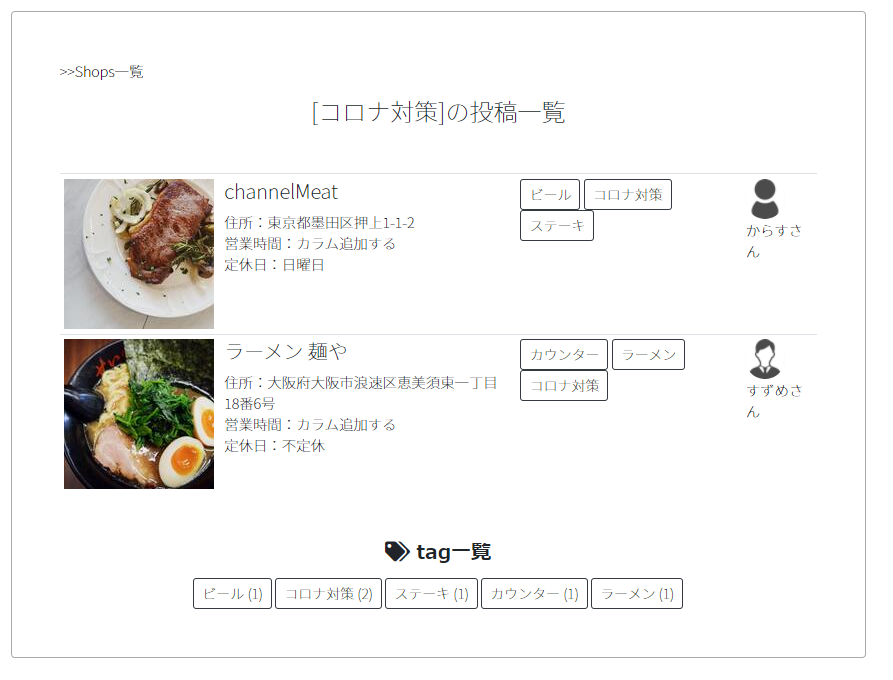 >>Shops一覧
[コロナ対策]の投稿一覧
channelMeat
住所：東京都墨田区押上1-1-2
営業時間：カラム追加する
定休日：日曜日
ビール コロナ対策
ステーキ
からすさ
ん
ラーメン 麺や
住所：大阪府大阪市浪速区恵美須東一丁目
18番6号
営業時間：カラム追加する
定休日：不定休
カウンター ラーメン
コロナ対策
すずめさ
ん
tag一覧
ビール (1) コロナ対策 (2) ステーキ (1) カウンター (1) ラーメン (1)